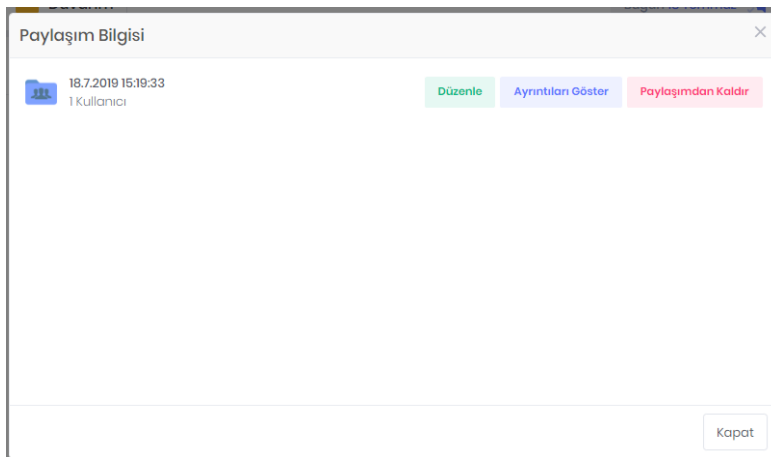 Paylaşım Bilgisi
18.7.2019 15:19:33
1 Kullanıcı
Düzenle
Ayrıntıları Göster
Paylaşımdan Kaldır
Kapat